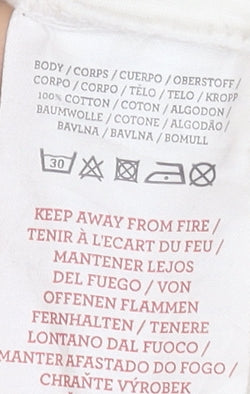 BODY / CORPS / CUERPO / OBERSTOFF /
CORPO / CORPO / TĚLO / TELO / KROPP
100% COTTON / COTON / ALGODON /
BAUMWOLLE / COTONE / ALGODÃO /
BAVLNA / BAVLNA / BOMULL
30
KEEP AWAY FROM FIRE /
TENIR À L'ECART DU FEU /
MANTENER LEJOS
DEL FUEGO / VON
OFFENEN FLAMMEN
FERNHALTEN / TENERE
LONTANO DAL FUOCO /
MANTER AFASTADO DO FOGO /
CHRAŇTE VÝROBEK